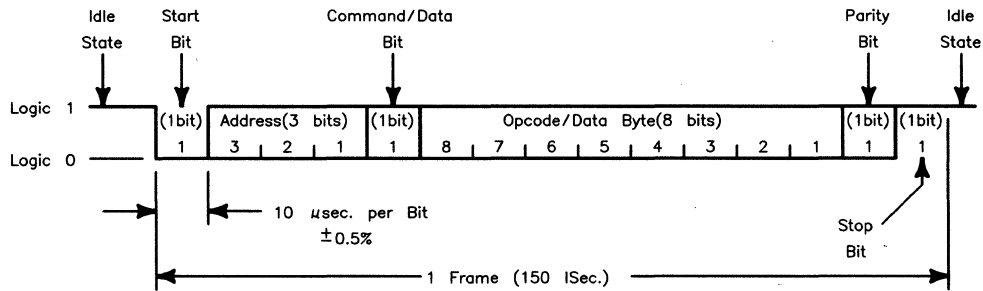 Idle
State
Start
Bit
Command/Data
Bit
Parity
Bit
Idle
State
Logic 1
(1bit)
Address(3 bits)
(1bit)
Opcode/Data Byte(8 bits)
(1bit)
(1bit)
Logic 0
1 3 2 1 1 8 7 6 5 4 3 2 1 1 1
10 μsec. per Bit
±0.5%
Stop
Bit
1 Frame (150 lSec.)